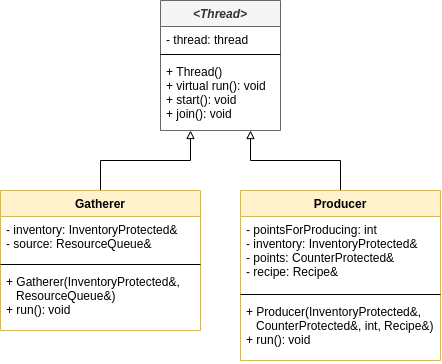 <Thread>
- thread: thread
+ Thread()
+ virtual run(): void
+ start(): void
+ join(): void
Gatherer
- inventory: InventoryProtected&
- source: ResourceQueue&
+ Gatherer(InventoryProtected&,
ResourceQueue&)
+ run(): void
Producer
- pointsForProducing: int
- inventory: InventoryProtected&
- points: CounterProtected&
- recipe: Recipe&
+ Producer(InventoryProtected&,
CounterProtected&, int, Recipe&)
+ run(): void